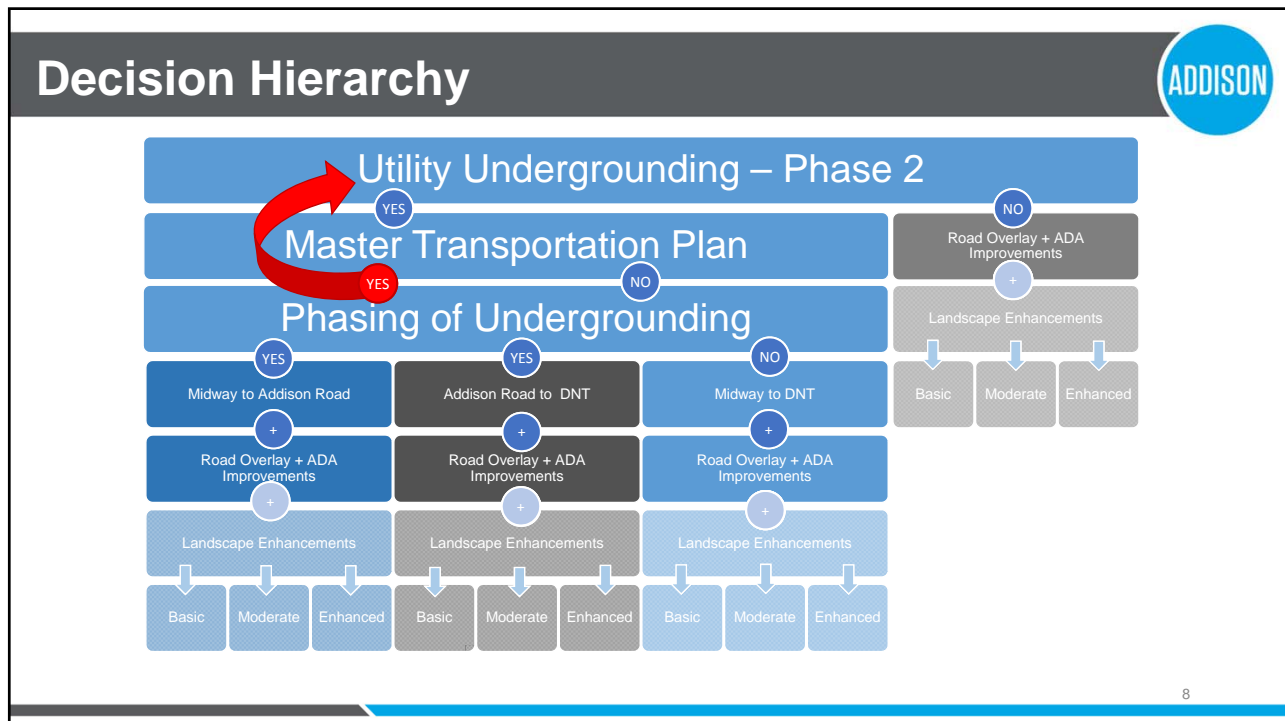 Decision Hierarchy
ADDISON
Utility Undergrounding – Phase 2
YES
NO
Master Transportation Plan
Road Overlay + ADA
Improvements
YES
NO
+
Phasing of Undergrounding
Landscape Enhancements
YES
YES
NO
Midway to Addison Road
Addison Road to DNT
Midway to DNT
Basic
Moderate
Enhanced
+
+
+
Road Overlay + ADA
Improvements
Road Overlay + ADA
Improvements
Road Overlay + ADA
Improvements
+
+
+
Landscape Enhancements
Landscape Enhancements
Landscape Enhancements
Basic
Moderate
Enhanced
Basic
Moderate
Enhanced
Basic
Moderate
Enhanced
8